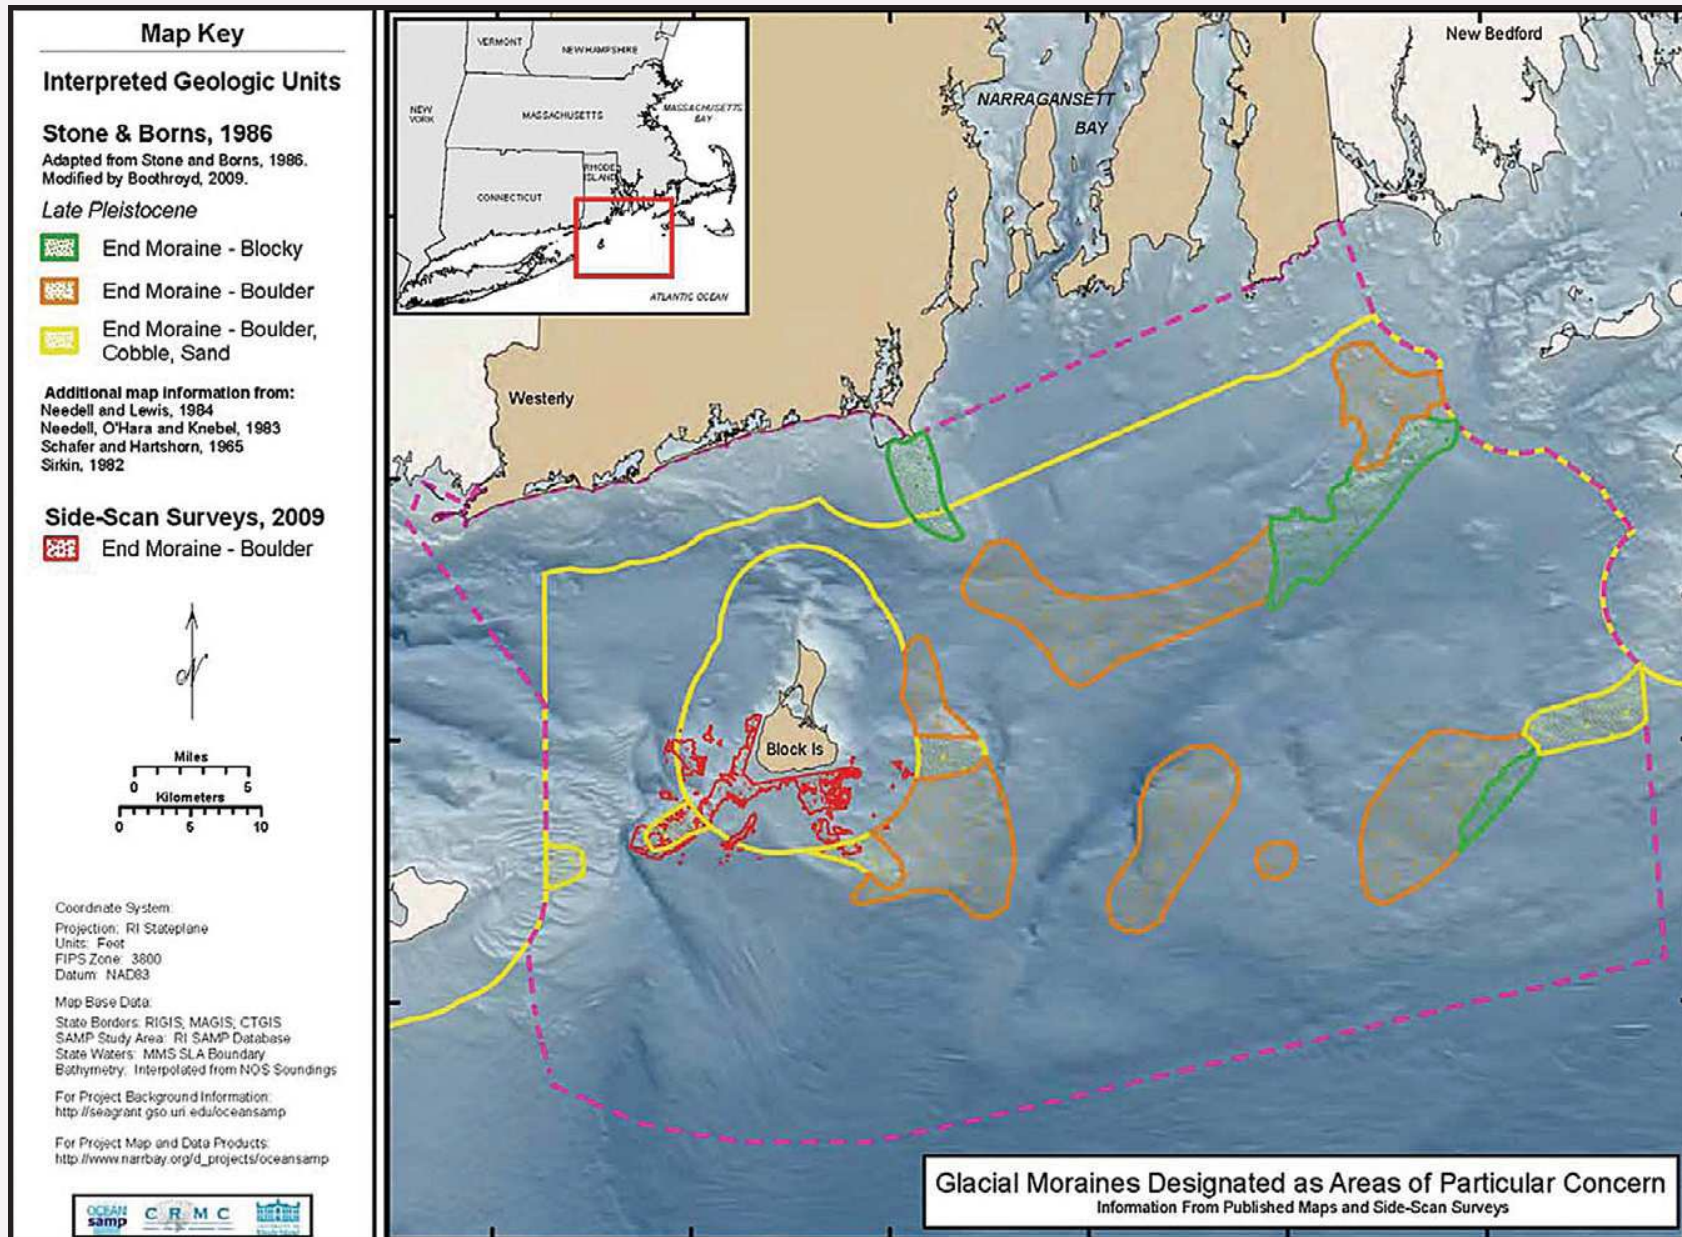 Map Key
Interpreted Geologic Units
Stone & Borns, 1986
Adapted from Stone and Borns, 1986.
Modified by Boothroyd, 2009.
Late Pleistocene
End Moraine - Blocky
End Moraine - Boulder
End Moraine - Boulder,
Cobble, Sand
Additional map information from:
Needell and Lewis, 1984
Needell, O'Hara and Knebel, 1983
Schafer and Hartshorn, 1965
Sirkin, 1982
Side-Scan Surveys, 2009
End Moraine - Boulder
N
Miles
0 5
Kilometers
0 5 10
Coordinate System:
Projection: RI Stateplane
Units: Feet
FIPS Zone: 3800
Datum: NAD83
Map Base Data:
State Borders: RIGIS, MAGIS, CTGIS
SAMP Study Area: RI SAMP Database
State Waters: MMS SLA Boundary
Bathymetry: Interpolated from NOS Soundings
For Project Background Information:
http://seagrant.gso.uri.edu/oceansamp
For Project Map and Data Products:
http://www.narrbay.org/d_projects/oceansamp
OCEAN
samp
CRMC
VERMONT
NEW HAMPSHIRE
NEW
YORK
MASSACHUSETTS
MASSACHUSETTS
BAY
RHODE
ISLAND
CONNECTICUT
ATLANTIC OCEAN
NARRAGANSETT
BAY
New Bedford
Westerly
Block Is
Glacial Moraines Designated as Areas of Particular Concern
Information From Published Maps and Side-Scan Surveys